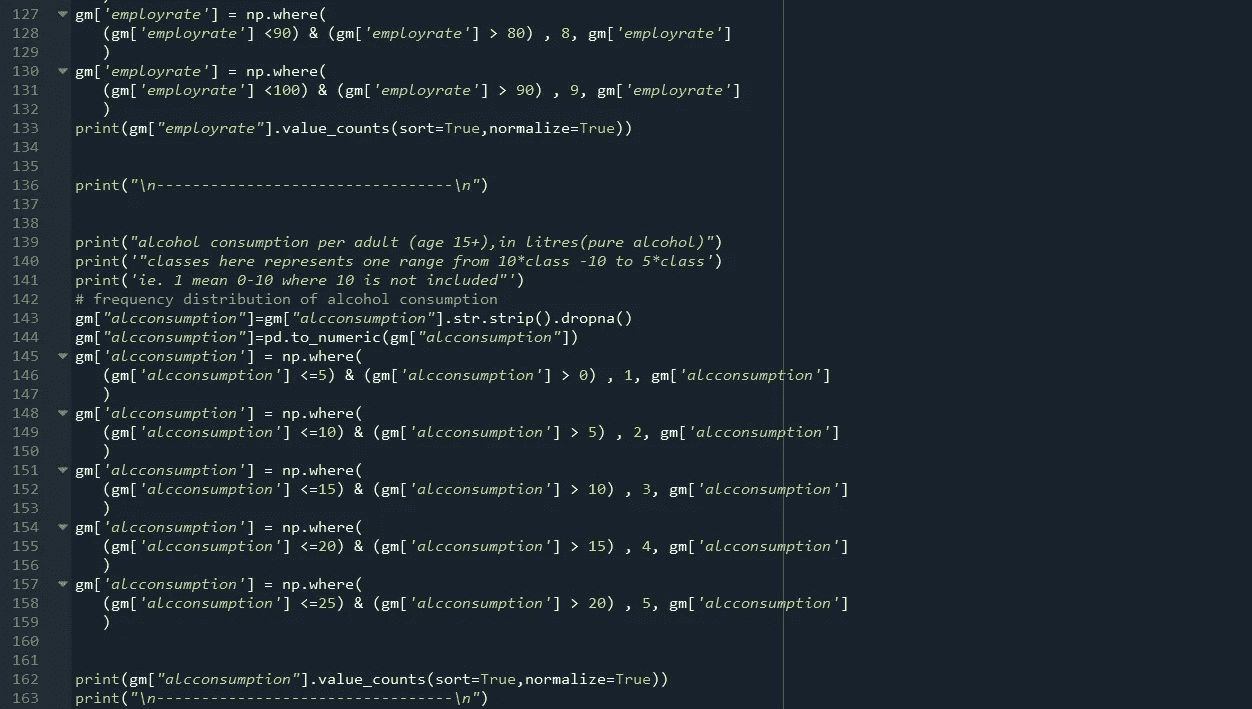 127 gm['employrate'] = np.where(
128 (gm['employrate'] <90) & (gm['employrate'] > 80) , 8, gm['employrate']
129 )
130 gm['employrate'] = np.where(
131 (gm['employrate'] <100) & (gm['employrate'] > 90) , 9, gm['employrate']
132 )
133 print(gm["employrate"].value_counts(sort=True,normalize=True))
134
135
136 print("\n---------------------------------\n")
137
138
139 print("alcohol consumption per adult (age 15+),in litres(pure alcohol)")
140 print('"classes here represents one range from 10*class -10 to 5*class')
141 print('ie. 1 mean 0-10 where 10 is not included"')
142 # frequency distribution of alcohol consumption
143 gm["alcconsumption"]=gm["alcconsumption"].str.strip().dropna()
144 gm["alcconsumption"]=pd.to_numeric(gm["alcconsumption"])
145 gm['alcconsumption'] = np.where(
146 (gm['alcconsumption'] <=5) & (gm['alcconsumption'] > 0) , 1, gm['alcconsumption']
147 )
148 gm['alcconsumption'] = np.where(
149 (gm['alcconsumption'] <=10) & (gm['alcconsumption'] > 5) , 2, gm['alcconsumption']
150 )
151 gm['alcconsumption'] = np.where(
152 (gm['alcconsumption'] <=15) & (gm['alcconsumption'] > 10) , 3, gm['alcconsumption']
153 )
154 gm['alcconsumption'] = np.where(
155 (gm['alcconsumption'] <=20) & (gm['alcconsumption'] > 15) , 4, gm['alcconsumption']
156 )
157 gm['alcconsumption'] = np.where(
158 (gm['alcconsumption'] <=25) & (gm['alcconsumption'] > 20) , 5, gm['alcconsumption']
159 )
160
161
162 print(gm["alcconsumption"].value_counts(sort=True,normalize=True))
163 print("\n---------------------------------\n")